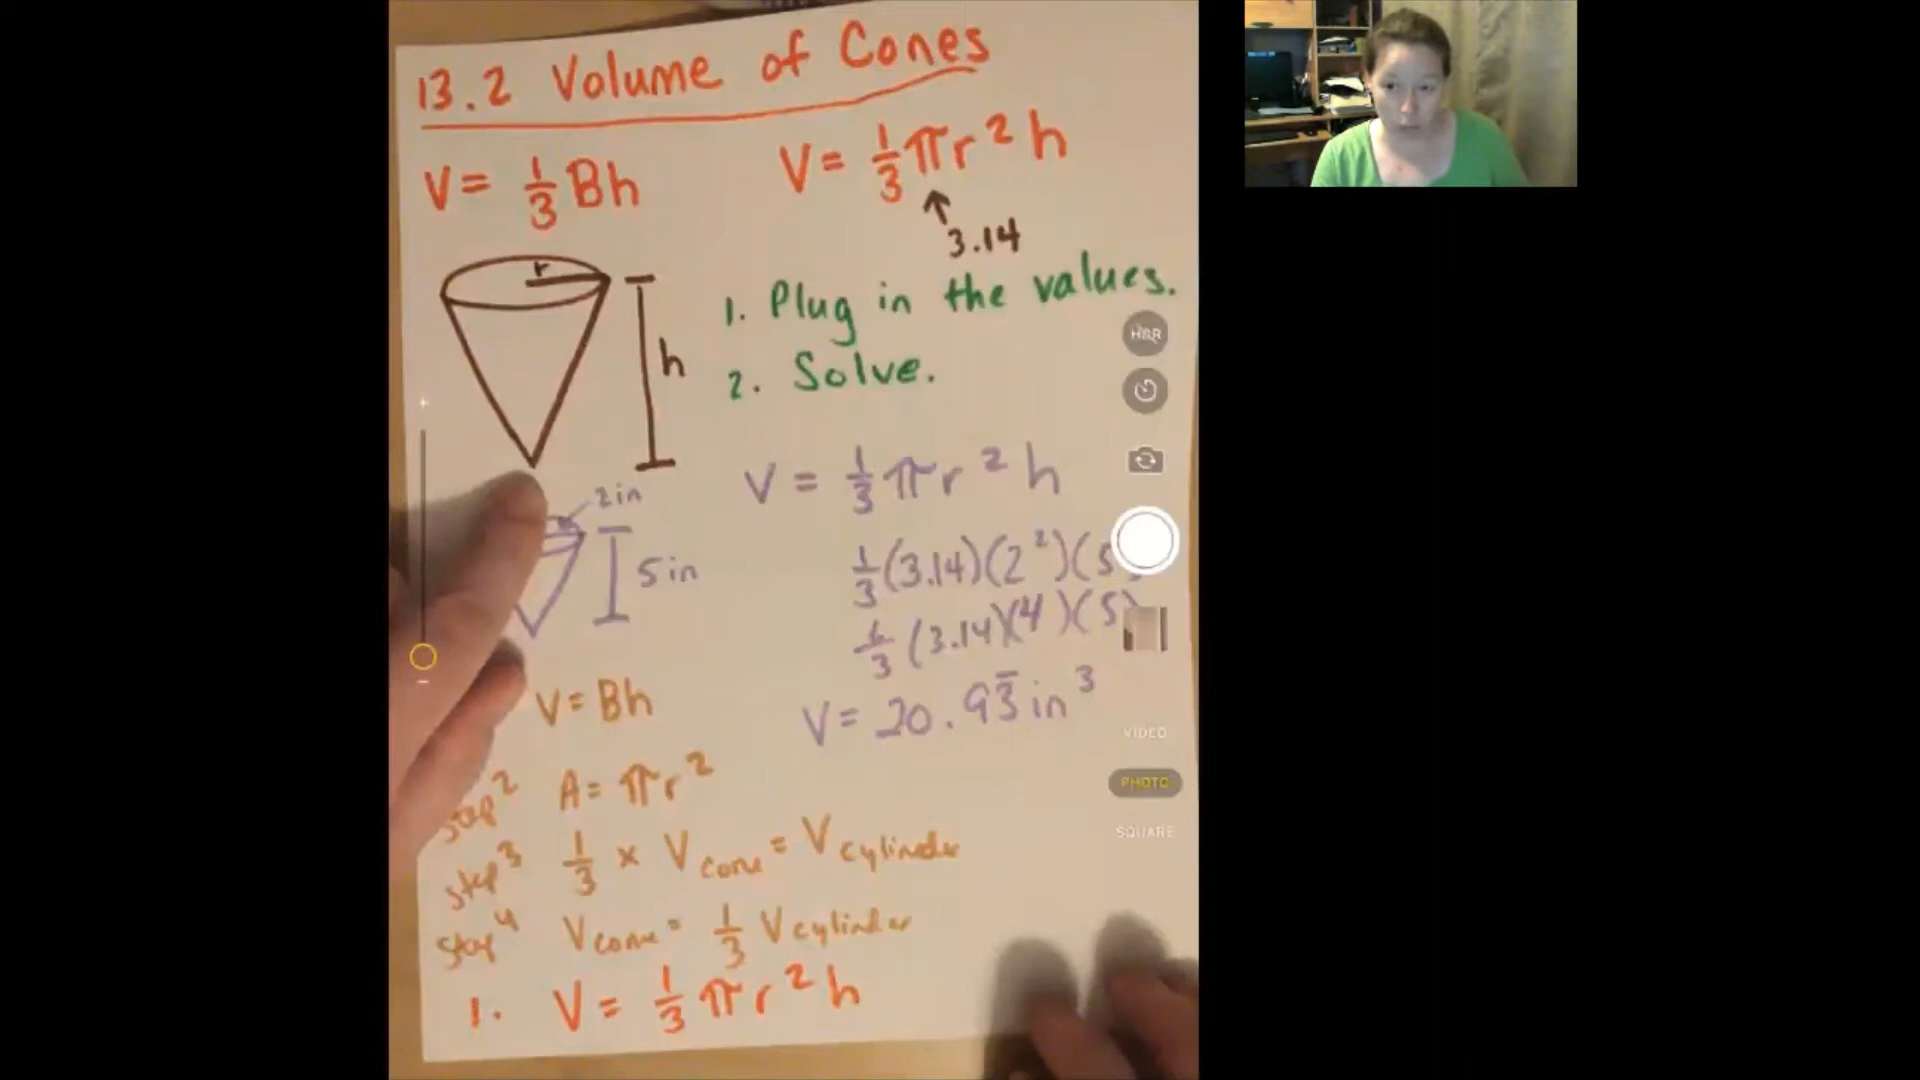 13.2 Volume of Cones
V = 1/3 Bh
V = 1/3 πr²h
3.14
r
h
1. Plug in the values.
2. Solve.
2in
5in
V = 1/3 πr²h
1/3 (3.14)(2²)(5
1/3 (3.14)(4)(5)
V = 20.93̅ in³
V = Bh
step 2 A = πr²
step 3 1/3 × V cone = V cylinder
step 4 V cone = 1/3 V cylinder
1. V = 1/3 πr²h
HDR
VIDEO
PHOTO
SQUARE